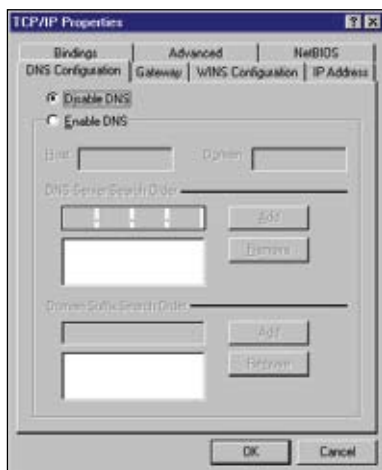 TCP/IP Properties
Bindings Advanced NetBIOS
DNS Configuration Gateway WINS Configuration IP Address
Disable DNS
Enable DNS
Host: Domain:
DNS Server Search Order
Add
Remove
Domain Suffix Search Order
Add
Remove
OK Cancel